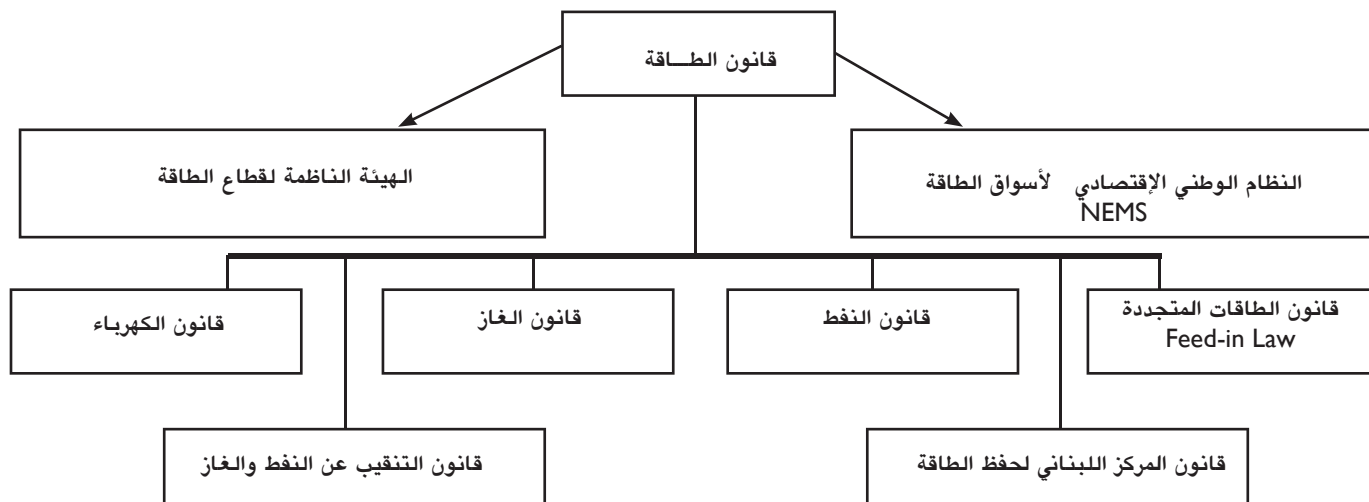 قانون الطـــاقة
النظام الوطني الإقتصادي لأسواق الطاقة
NEMS
الهيئة الناظمة لقطاع الطاقة
قانون الطاقات المتجددة
Feed-in Law
قانون النفط
قانون الغاز
قانون الكهرباء
قانون المركز اللبناني لحفظ الطاقة
قانون التنقيب عن النفط والغاز